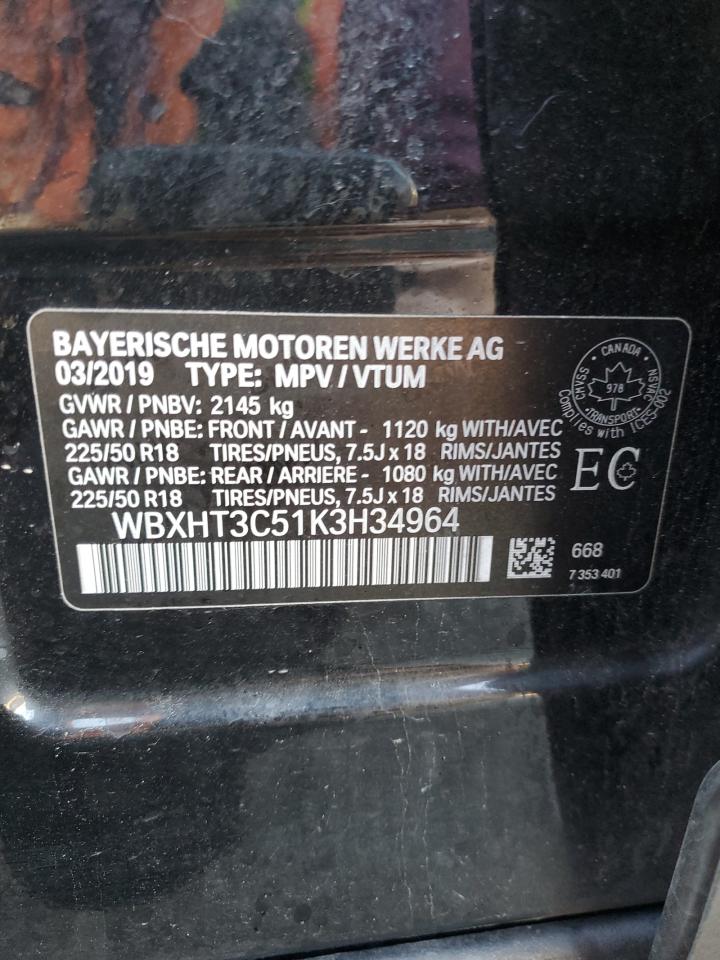 BAYERISCHE MOTOREN WERKE AG
03/2019 TYPE: MPV / VTUM
GVWR / PNBV: 2145 kg
GAWR / PNBE: FRONT / AVANT - 1120 kg WITH/AVEC
225/50 R18 TIRES/PNEUS, 7.5J x 18 RIMS/JANTES
GAWR / PNBE: REAR / ARRIERE - 1080 kg WITH/AVEC
225/50 R18 TIRES/PNEUS, 7.5J x 18 RIMS/JANTES
WBXHT3C51K3H34964
CANADA
CMVSS
NSVAC
978
TRANSPORT
Complies with ICES-002
EC
668
7 353 401